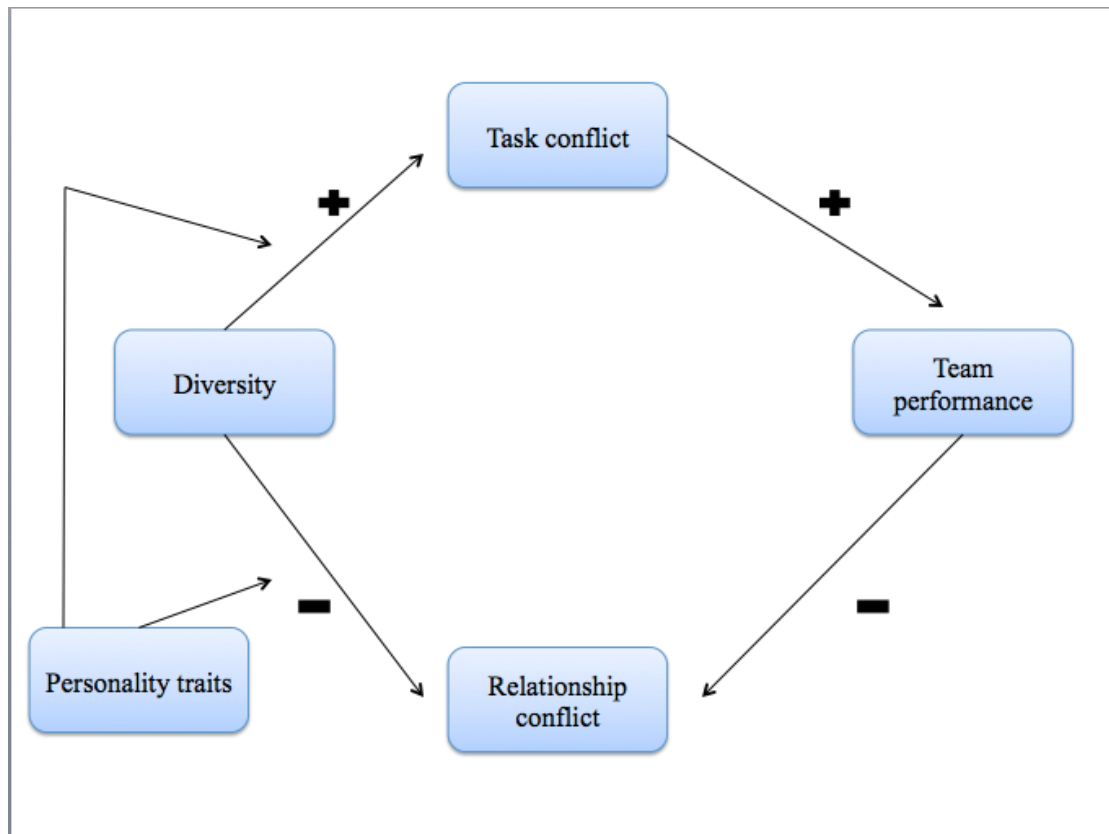 Task conflict
+
+
Diversity
Team
performance
-
-
Personality traits
Relationship
conflict